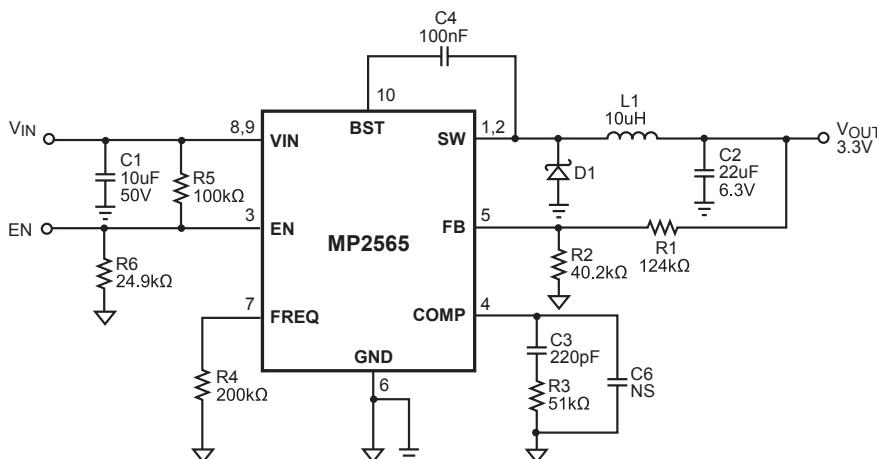 C4
100nF
10
BST
VIN
8,9
VIN
C1
10uF
50V
R5
100kΩ
EN
3
EN
R6
24.9kΩ
7
FREQ
R4
200kΩ
MP2565
GND
6
SW
1,2
L1
10uH
VOUT
3.3V
D1
C2
22uF
6.3V
FB
5
R2
40.2kΩ
R1
124kΩ
COMP
4
C3
220pF
R3
51kΩ
C6
NS